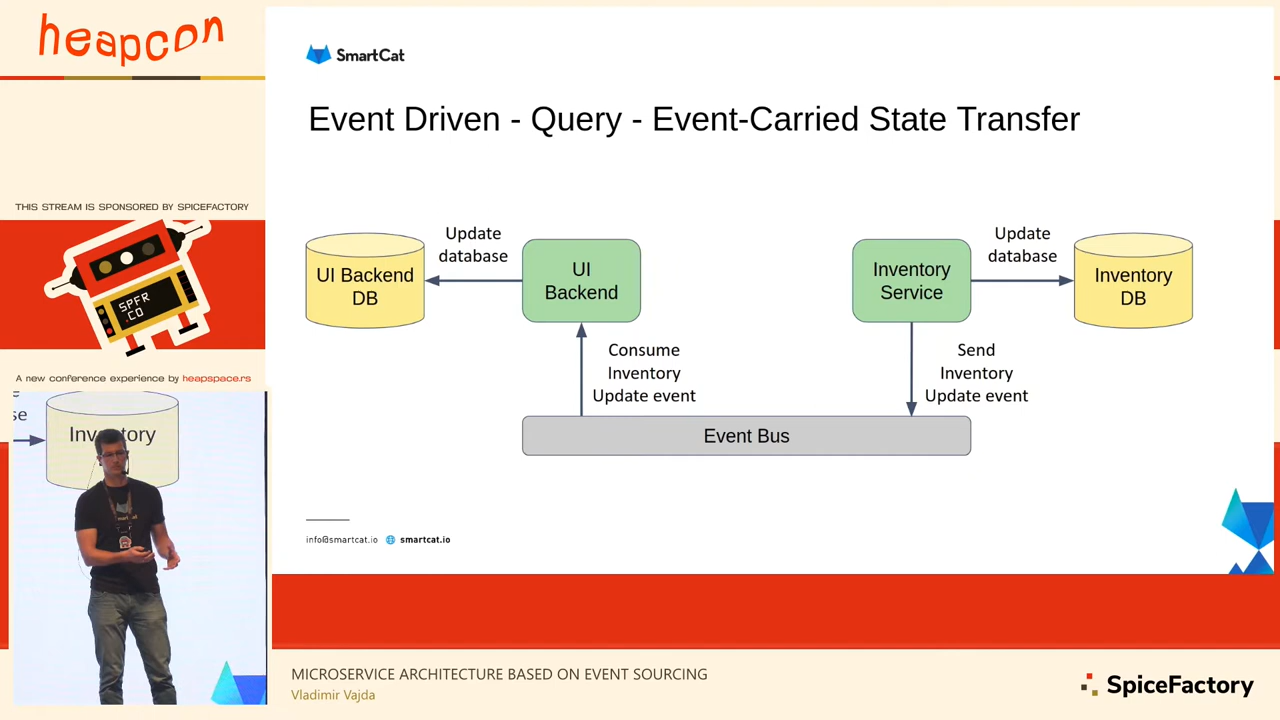 heapcon
THIS STREAM IS SPONSORED BY SPICEFACTORY
SPFR
.CO
A new conference experience by heapspace.rs
SmartCat
Event Driven - Query - Event-Carried State Transfer
UI Backend
DB
Update
database
UI
Backend
Inventory
Service
Update
database
Inventory
DB
Consume
Inventory
Update event
Send
Inventory
Update event
Event Bus
info@smartcat.io
smartcat.io
se
Inventory
MICROSERVICE ARCHITECTURE BASED ON EVENT SOURCING
Vladimir Vajda
SpiceFactory